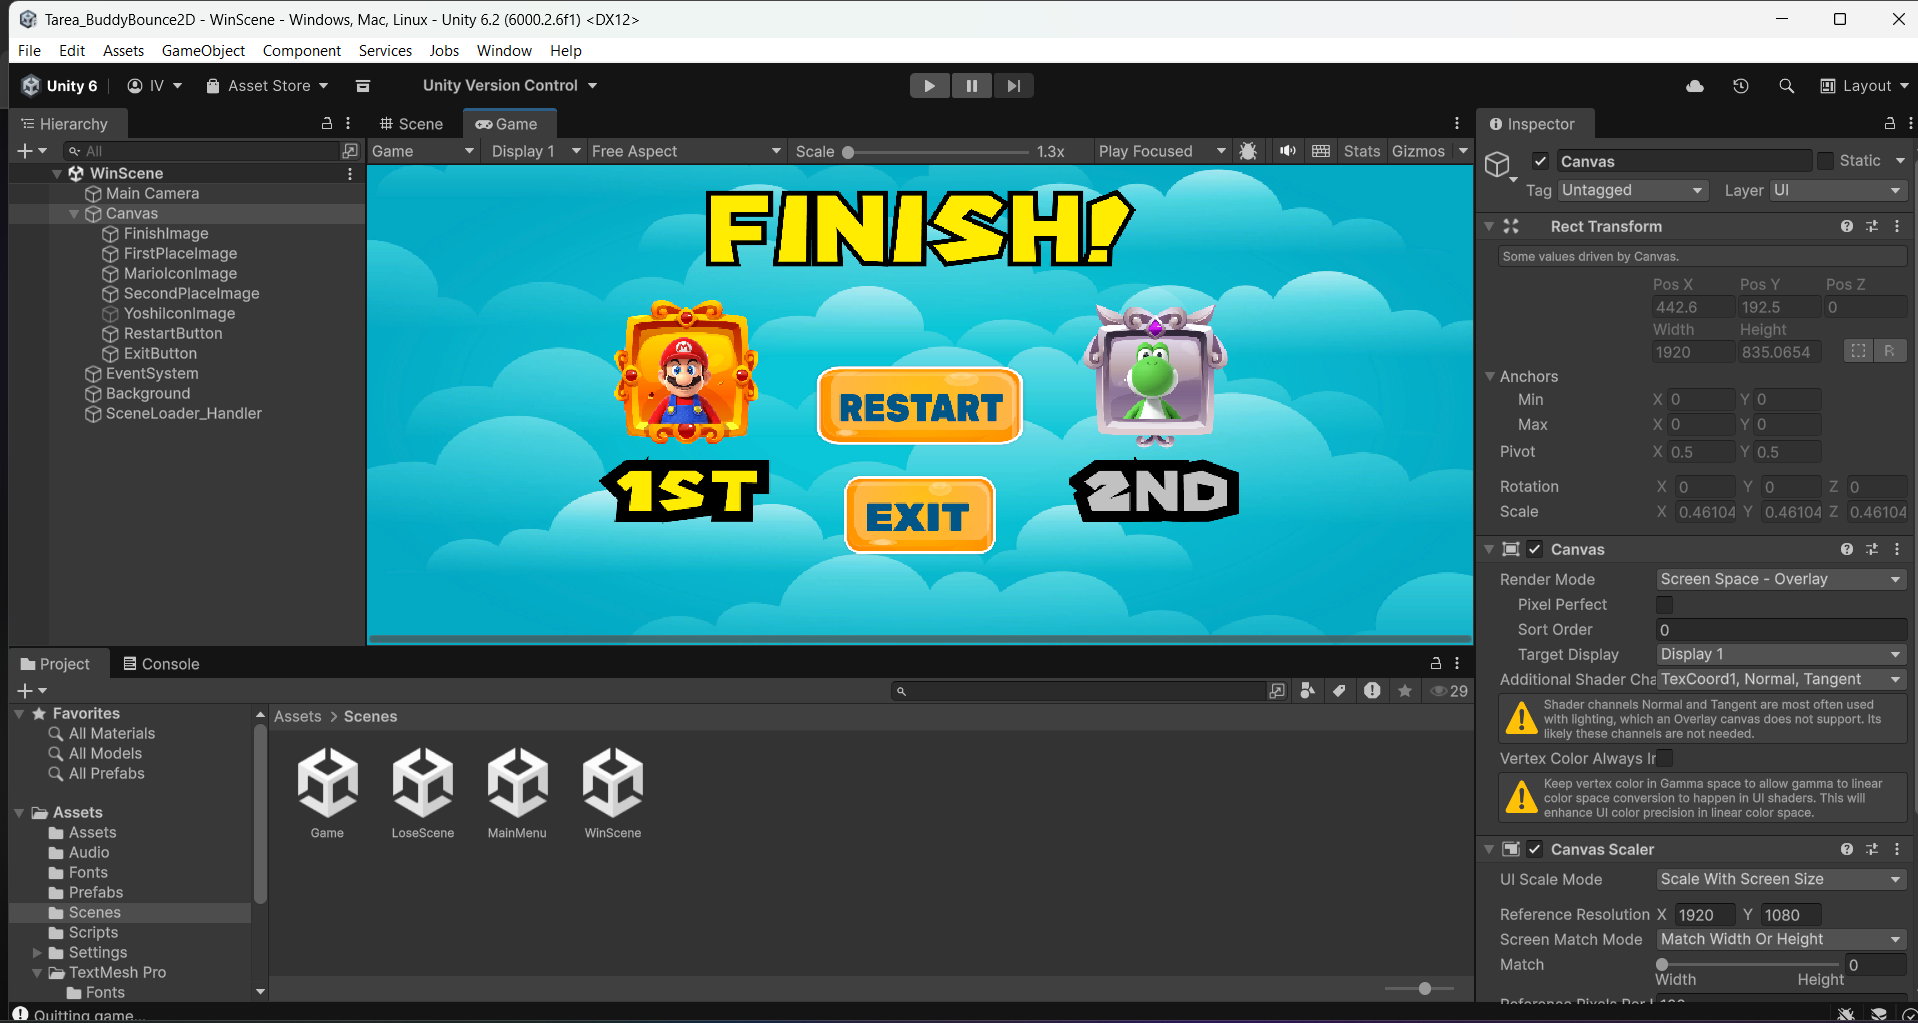 Tarea_BuddyBounce2D - WinScene - Windows, Mac, Linux - Unity 6.2 (6000.2.6f1) <DX12>
File Edit Assets GameObject Component Services Jobs Window Help
Unity 6 IV Asset Store Unity Version Control Layout
Hierarchy
All
WinScene
Main Camera
Canvas
FinishImage
FirstPlaceImage
MarioIconImage
SecondPlaceImage
YoshiIconImage
RestartButton
ExitButton
EventSystem
Background
SceneLoader_Handler
Scene Game
Game Display 1 Free Aspect Scale 1.3x Play Focused Stats Gizmos
FINISH!
RESTART
1ST
2ND
EXIT
Inspector
Canvas Static
Tag Untagged Layer UI
Rect Transform
Some values driven by Canvas.
Pos X Pos Y Pos Z
442.6 192.5 0
Width Height
1920 835.0654 R
Anchors
Min X 0 Y 0
Max X 0 Y 0
Pivot X 0.5 Y 0.5
Rotation X 0 Y 0 Z 0
Scale X 0.46104 Y 0.46104 Z 0.46104
Canvas
Render Mode Screen Space - Overlay
Pixel Perfect
Sort Order 0
Target Display Display 1
Additional Shader Cha TexCoord1, Normal, Tangent
Shader channels Normal and Tangent are most often used
with lighting, which an Overlay canvas does not support. Its
likely these channels are not needed.
Vertex Color Always Ir
Keep vertex color in Gamma space to allow gamma to linear
color space conversion to happen in UI shaders. This will
enhance UI color precision in linear color space.
Canvas Scaler
UI Scale Mode Scale With Screen Size
Reference Resolution X 1920 Y 1080
Screen Match Mode Match Width Or Height
Match 0
Width Height
Project Console
29
Favorites
All Materials
All Models
All Prefabs
Assets
Assets
Audio
Fonts
Prefabs
Scenes
Scripts
Settings
TextMesh Pro
Fonts
Assets > Scenes
Game LoseScene MainMenu WinScene
Quitting game...